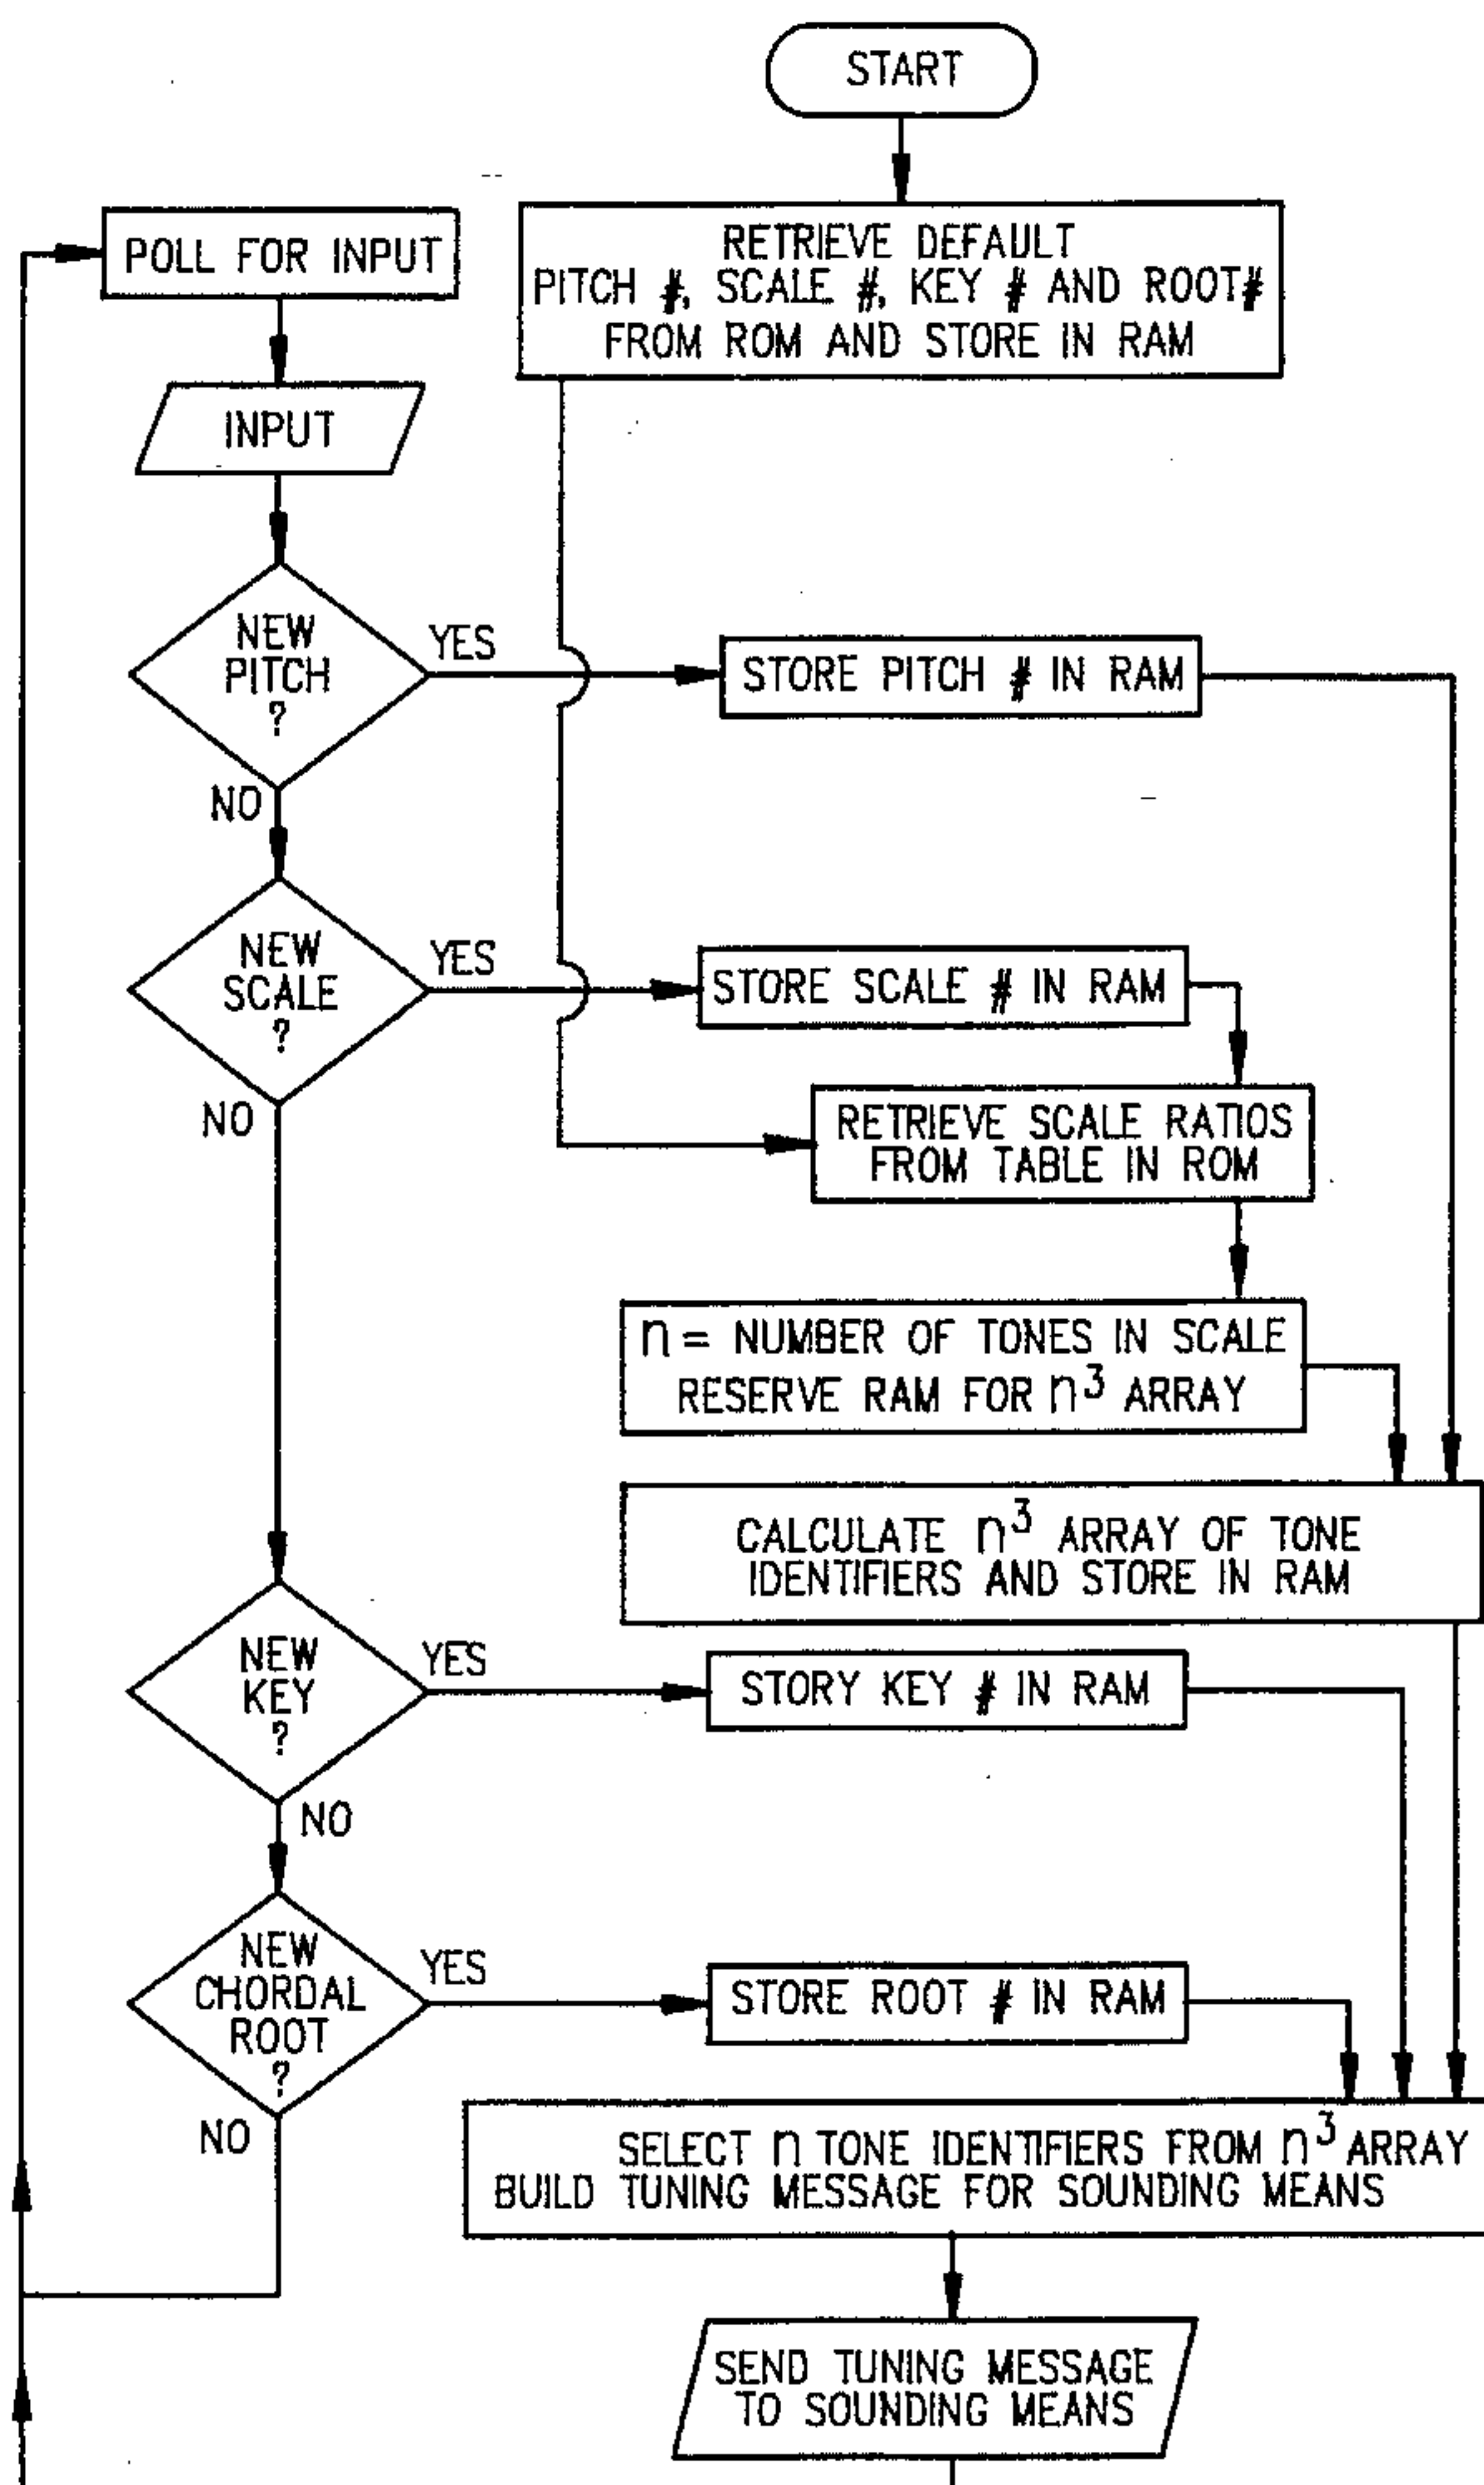 START
RETRIEVE DEFAULT
PITCH #, SCALE #, KEY # AND ROOT#
FROM ROM AND STORE IN RAM
POLL FOR INPUT
INPUT
NEW
PITCH
?
YES
NO
STORE PITCH # IN RAM
NEW
SCALE
?
YES
NO
STORE SCALE # IN RAM
RETRIEVE SCALE RATIOS
FROM TABLE IN ROM
n = NUMBER OF TONES IN SCALE
RESERVE RAM FOR n³ ARRAY
CALCULATE n³ ARRAY OF TONE
IDENTIFIERS AND STORE IN RAM
NEW
KEY
?
YES
NO
STORY KEY # IN RAM
NEW
CHORDAL
ROOT
?
YES
NO
STORE ROOT # IN RAM
SELECT n TONE IDENTIFIERS FROM n³ ARRAY
BUILD TUNING MESSAGE FOR SOUNDING MEANS
SEND TUNING MESSAGE
TO SOUNDING MEANS